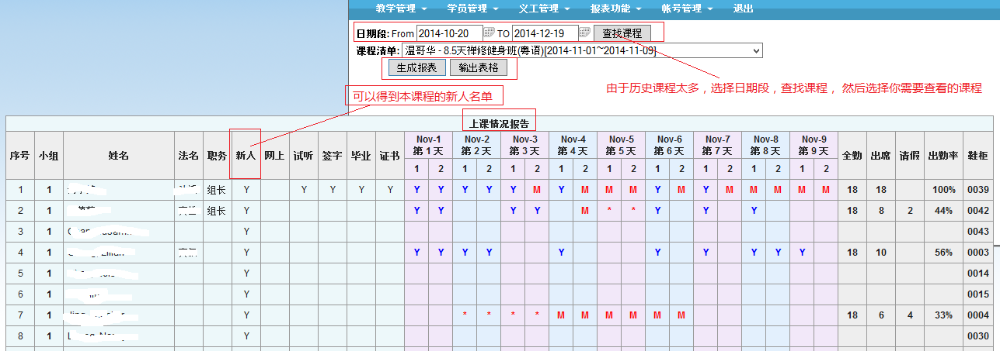 教学管理 学员管理 义工管理 报表功能 帐号管理 退出
日期段: From 2014-10-20 TO 2014-12-19 查找课程
课程清单: 温哥华 - 8.5天禅修健身班(粤语)[2014-11-01~2014-11-09]
生成报表 输出表格
由于历史课程太多，选择日期段，查找课程， 然后选择你需要查看的课程
可以得到本课程的新人名单
上课情况报告
序号 小组 姓名 法名 职务 新人 网上 试听 签字 毕业 证书 Nov-1 Nov-2 Nov-3 Nov-4 Nov-5 Nov-6 Nov-7 Nov-8 Nov-9 全勤 出席 请假 出勤率 鞋柜
第 1 天 第 2 天 第 3 天 第 4 天 第 5 天 第 6 天 第 7 天 第 8 天 第 9 天
1 2 1 2 1 2 1 2 1 2 1 2 1 2 1 2 1 2
1 1 组长 Y Y Y Y Y Y Y Y Y Y M Y M M M Y M Y M M M M M 18 18 100% 0039
2 1 组长 Y Y Y Y Y M * * Y Y Y 18 8 2 44% 0042
3 1 Y 0043
4 1 Y Y Y Y Y Y Y Y Y Y Y 18 10 56% 0003
5 1 Y 0014
6 1 Y 0015
7 1 Y * * * * M M M M M M 18 6 4 33% 0004
8 1 Y 0030